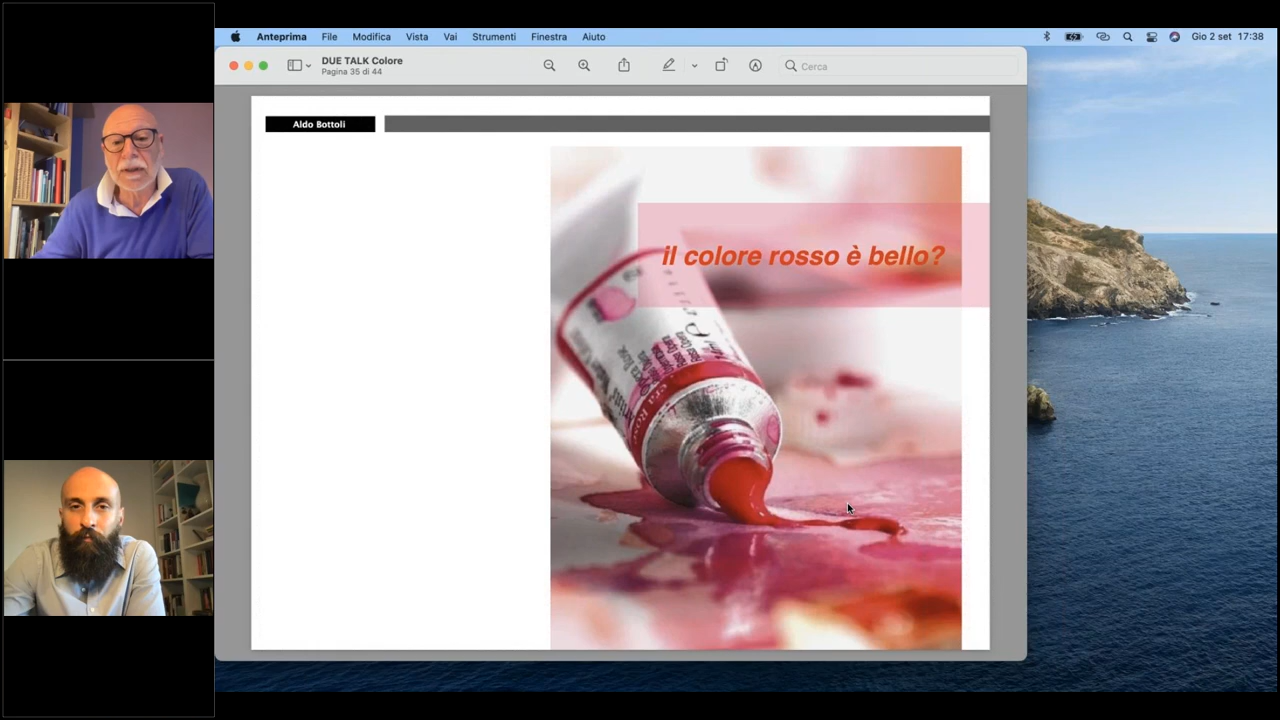 Anteprima File Modifica Vista Vai Strumenti Finestra Aiuto Gio 2 set 17:38
DUE TALK Colore
Pagina 35 di 44
Cerca
Aldo Bottoli
il colore rosso è bello?